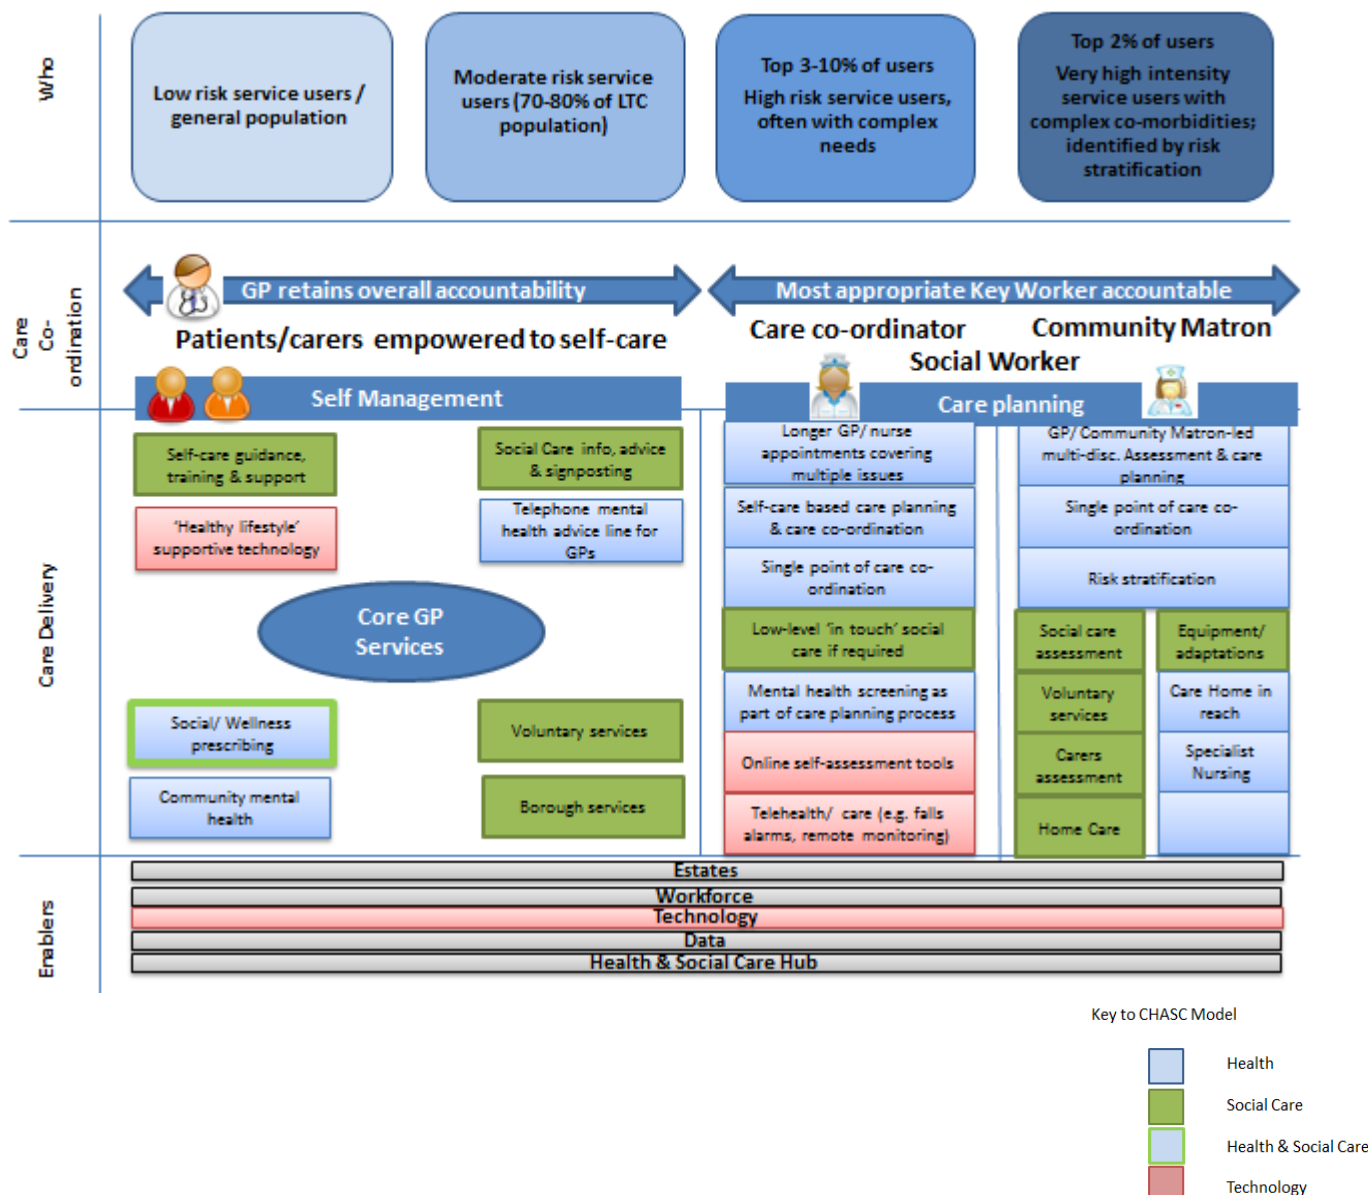 Who
Low risk service users /
general population
Moderate risk service
users (70-80% of LTC
population)
Top 3-10% of users
High risk service users,
often with complex
needs
Top 2% of users
Very high intensity
service users with
complex co-morbidities;
identified by risk
stratification
Care
Co-
ordination
GP retains overall accountability
Most appropriate Key Worker accountable
Patients/carers empowered to self-care
Care co-ordinator
Community Matron
Social Worker
Self Management
Care planning
Care Delivery
Self-care guidance,
training & support
Social Care info, advice
& signposting
'Healthy lifestyle'
supportive technology
Telephone mental
health advice line for
GPs
Core GP
Services
Social/ Wellness
prescribing
Voluntary services
Community mental
health
Borough services
Longer GP/ nurse
appointments covering
multiple issues
Self-care based care planning
& care co-ordination
Single point of care co-
ordination
Low-level 'in touch' social
care if required
Mental health screening as
part of care planning process
Online self-assessment tools
Telehealth/ care (e.g. falls
alarms, remote monitoring)
GP/ Community Matron-led
multi-disc. Assessment & care
planning
Single point of care co-
ordination
Risk stratification
Social care
assessment
Equipment/
adaptations
Voluntary
services
Care Home in
reach
Carers
assessment
Specialist
Nursing
Home Care
Enablers
Estates
Workforce
Technology
Data
Health & Social Care Hub
Key to CHASC Model
Health
Social Care
Health & Social Care
Technology